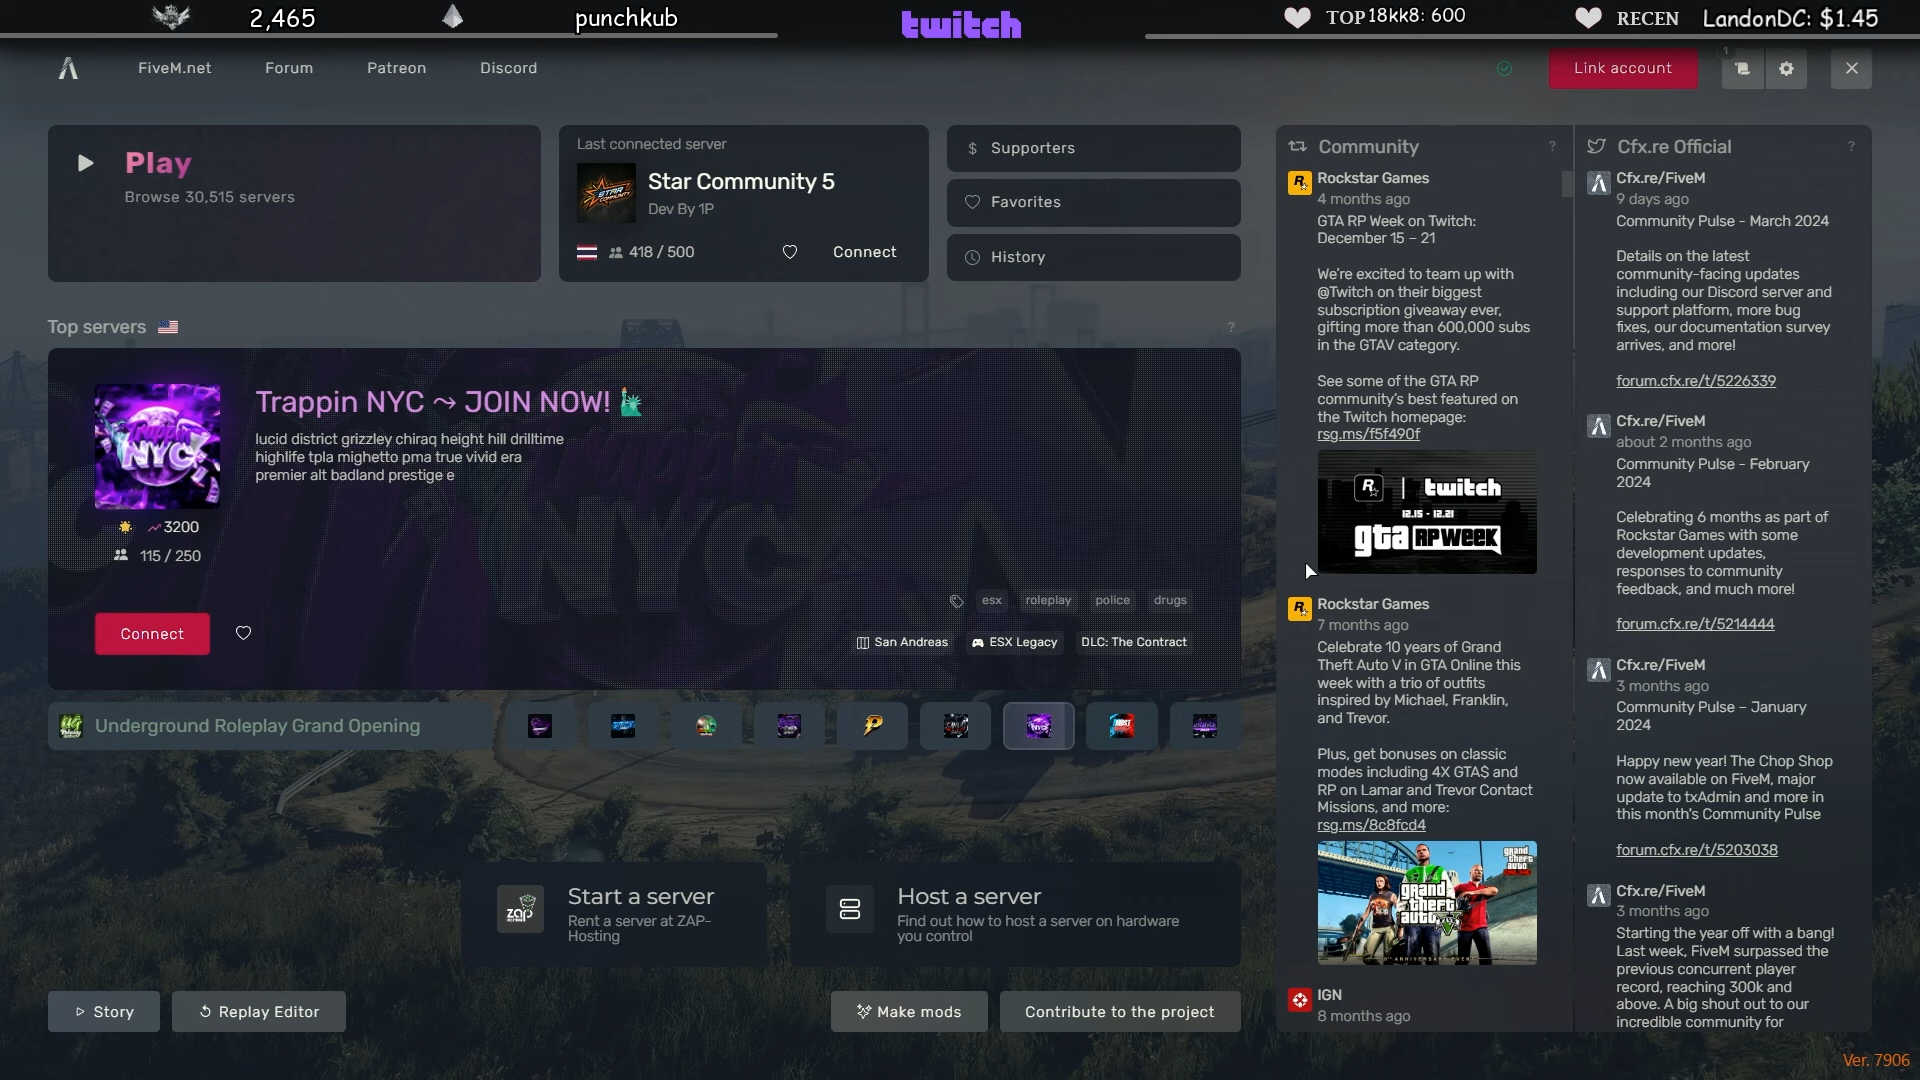 2,465
punchkub
twitch
TOP 18kk8: 600
RECEN LandonDC: $1.45
FiveM.net
Forum
Patreon
Discord
Link account
1
Play
Browse 30,515 servers
Last connected server
Star Community 5
Dev By 1P
418 / 500
Connect
Supporters
Favorites
History
Top servers
?
Trappin NYC ⤳ JOIN NOW! 🗽
lucid district grizzley chiraq height hill drilltime
highlife tpla mighetto pma true vivid era
premier alt badland prestige e
3200
115 / 250
esx
roleplay
police
drugs
Connect
San Andreas
ESX Legacy
DLC: The Contract
Underground Roleplay Grand Opening
Start a server
Rent a server at ZAP-
Hosting
Host a server
Find out how to host a server on hardware
you control
Story
Replay Editor
Make mods
Contribute to the project
Community
?
Rockstar Games
4 months ago
GTA RP Week on Twitch:
December 15 – 21
We're excited to team up with
@Twitch on their biggest
subscription giveaway ever,
gifting more than 600,000 subs
in the GTAV category.
See some of the GTA RP
community's best featured on
the Twitch homepage:
rsg.ms/f5f490f
R | twitch
12.15 - 12.21
gta RP WEEK
Rockstar Games
7 months ago
Celebrate 10 years of Grand
Theft Auto V in GTA Online this
week with a trio of outfits
inspired by Michael, Franklin,
and Trevor.
Plus, get bonuses on classic
modes including 4X GTA$ and
RP on Lamar and Trevor Contact
Missions, and more:
rsg.ms/8c8fcd4
grand
theft
auto
V
grand
theft
auto
ONLINE
IGN
8 months ago
Cfx.re Official
?
Cfx.re/FiveM
9 days ago
Community Pulse - March 2024
Details on the latest
community-facing updates
including our Discord server and
support platform, more bug
fixes, our documentation survey
arrives, and more!
forum.cfx.re/t/5226339
Cfx.re/FiveM
about 2 months ago
Community Pulse - February
2024
Celebrating 6 months as part of
Rockstar Games with some
development updates,
responses to community
feedback, and much more!
forum.cfx.re/t/5214444
Cfx.re/FiveM
3 months ago
Community Pulse – January
2024
Happy new year! The Chop Shop
now available on FiveM, major
update to txAdmin and more in
this month's Community Pulse
forum.cfx.re/t/5203038
Cfx.re/FiveM
3 months ago
Starting the year off with a bang!
Last week, FiveM surpassed the
previous concurrent player
record, reaching 300k and
above. A big shout out to our
incredible community for
Ver. 7906